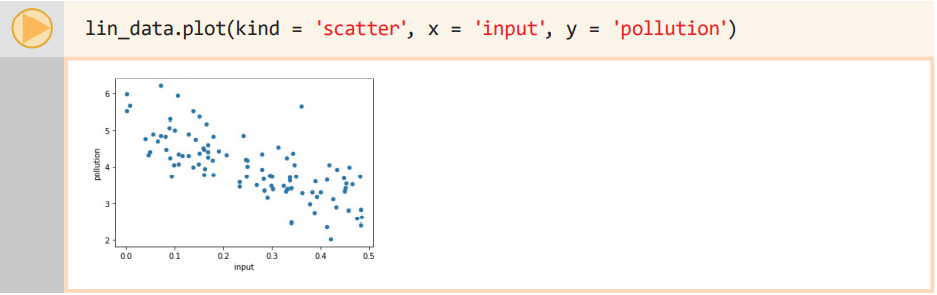 lin_data.plot(kind = 'scatter', x = 'input', y = 'pollution')
6
5
4
3
2
pollution
0.0 0.1 0.2 0.3 0.4 0.5
input